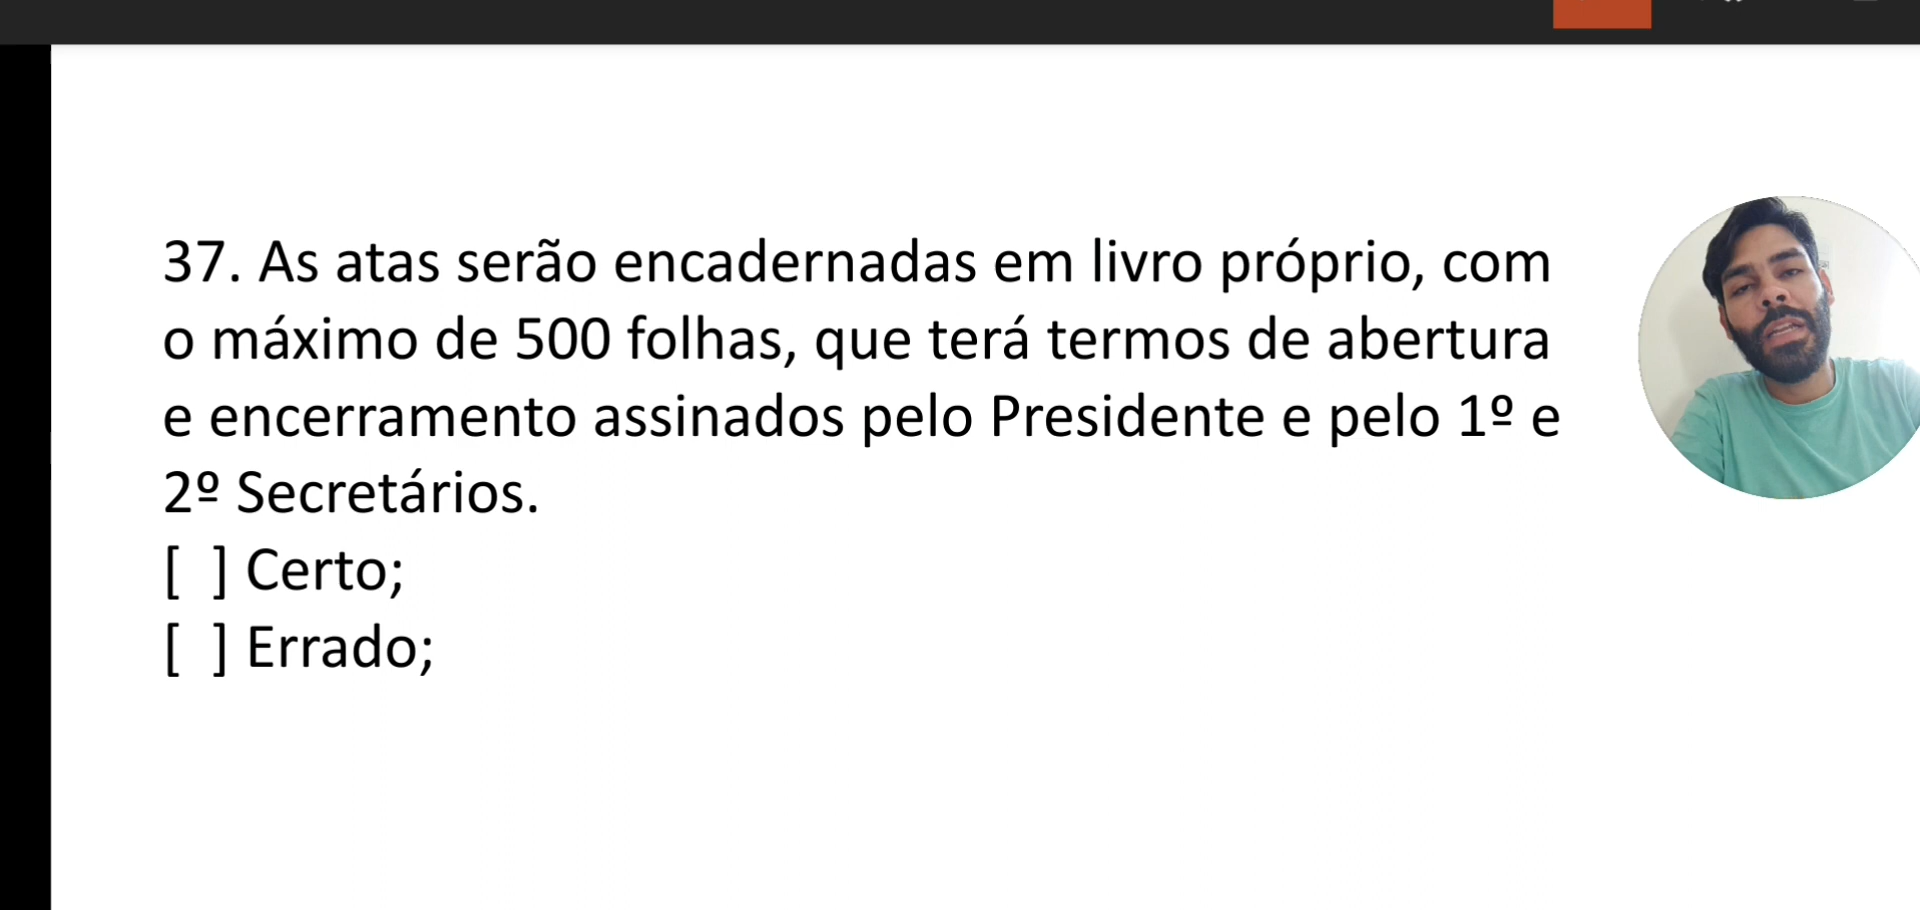 37. As atas serão encadernadas em livro próprio, com
o máximo de 500 folhas, que terá termos de abertura
e encerramento assinados pelo Presidente e pelo 1º e
2º Secretários.
[  ] Certo;
[  ] Errado;